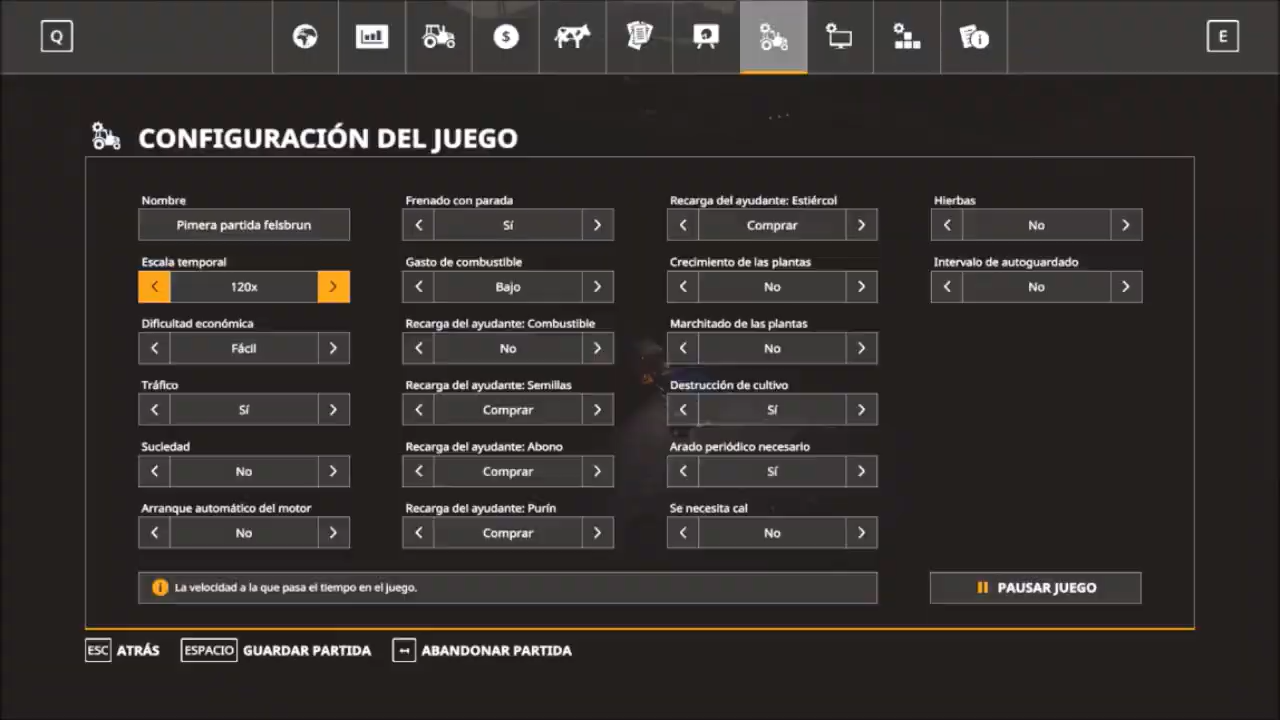 Q
E
CONFIGURACIÓN DEL JUEGO
Nombre
Pimera partida felsbrun
Escala temporal
120x
Dificultad económica
Fácil
Tráfico
Sí
Suciedad
No
Arranque automático del motor
No
Frenado con parada
Sí
Gasto de combustible
Bajo
Recarga del ayudante: Combustible
No
Recarga del ayudante: Semillas
Comprar
Recarga del ayudante: Abono
Comprar
Recarga del ayudante: Purín
Comprar
Recarga del ayudante: Estiércol
Comprar
Crecimiento de las plantas
No
Marchitado de las plantas
No
Destrucción de cultivo
Sí
Arado periódico necesario
Sí
Se necesita cal
No
Hierbas
No
Intervalo de autoguardado
No
La velocidad a la que pasa el tiempo en el juego.
PAUSAR JUEGO
ESC ATRÁS ESPACIO GUARDAR PARTIDA ↔ ABANDONAR PARTIDA